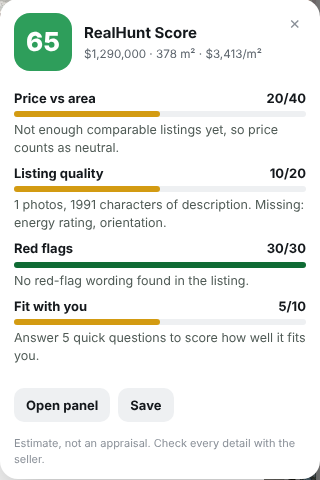 65
RealHunt Score
$1,290,000 · 378 m² · $3,413/m²
×
Price vs area 20/40
Not enough comparable listings yet, so price
counts as neutral.
Listing quality 10/20
1 photos, 1991 characters of description. Missing:
energy rating, orientation.
Red flags 30/30
No red-flag wording found in the listing.
Fit with you 5/10
Answer 5 quick questions to score how well it fits
you.
Open panel Save
Estimate, not an appraisal. Check every detail with the
seller.